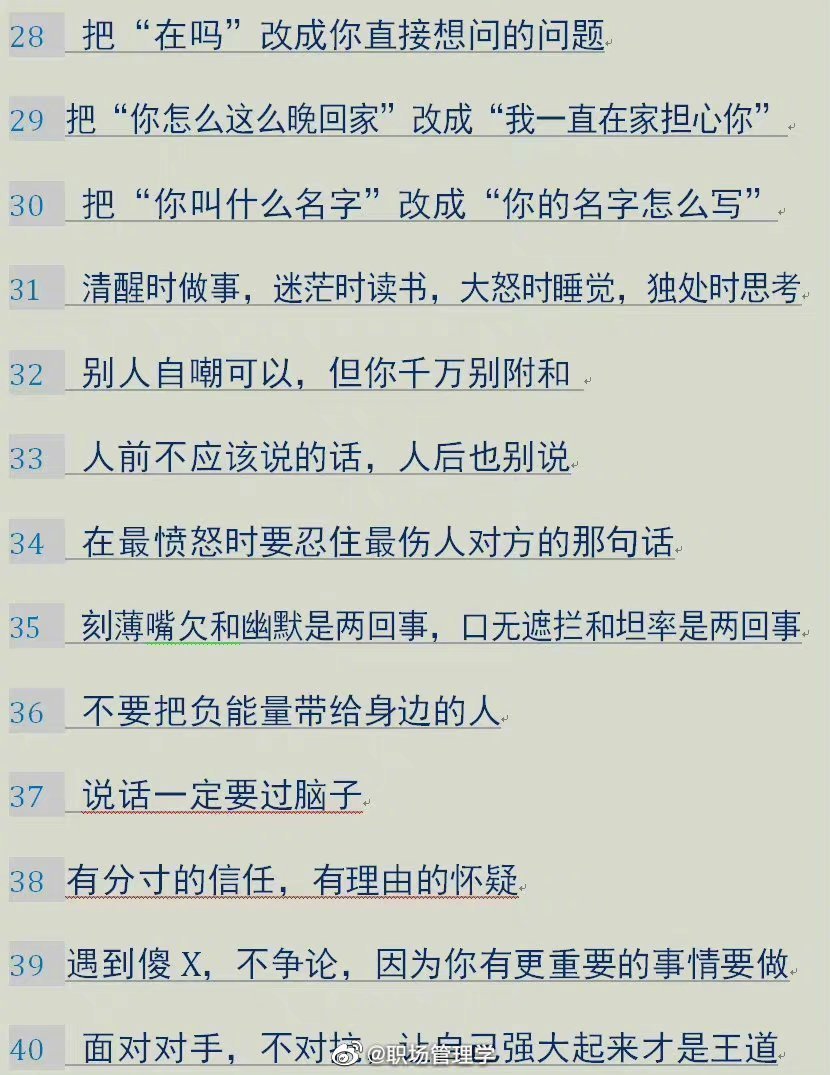 28 把“在吗”改成你直接想问的问题
29 把“你怎么这么晚回家”改成“我一直在家担心你”
30 把“你叫什么名字”改成“你的名字怎么写”
31 清醒时做事，迷茫时读书，大怒时睡觉，独处时思考
32 别人自嘲可以，但你千万别附和
33 人前不应该说的话，人后也别说
34 在最愤怒时要忍住最伤人对方的那句话
35 刻薄嘴欠和幽默是两回事，口无遮拦和坦率是两回事
36 不要把负能量带给身边的人
37 说话一定要过脑子
38 有分寸的信任，有理由的怀疑
39 遇到傻X，不争论，因为你有更重要的事情要做
40 面对对手，不对抗，让自己强大起来才是王道
@职场管理学